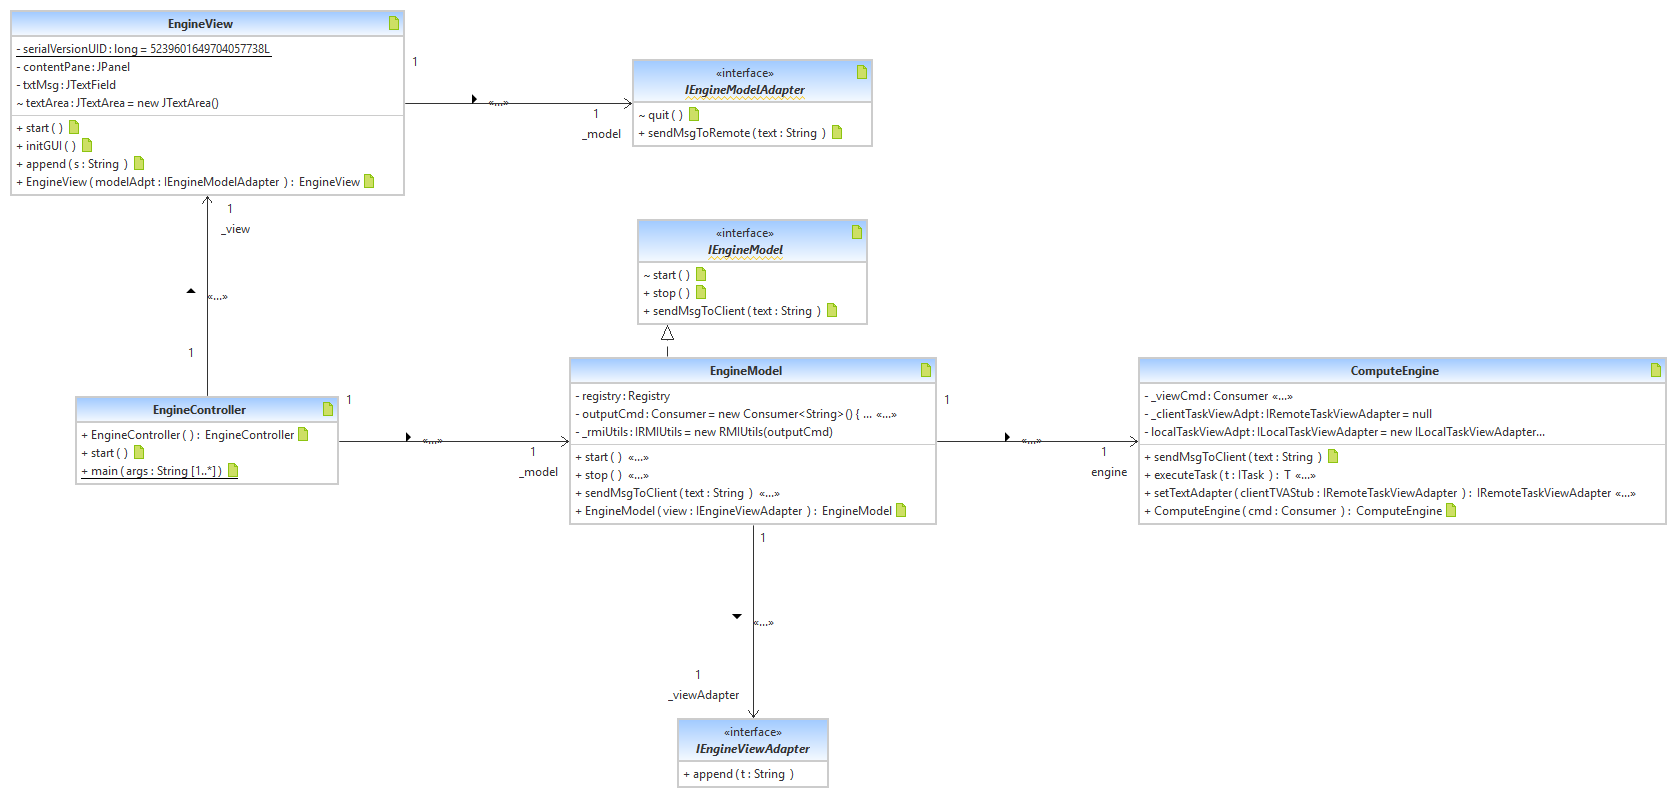 EngineView
- serialVersionUID : long = 5239601649704057738L
- contentPane : JPanel
- txtMsg : JTextField
~ textArea : JTextArea = new JTextArea()
+ start ( )
+ initGUI ( )
+ append ( s : String )
+ EngineView ( modelAdpt : IEngineModelAdapter ) : EngineView
1
«...»
1
_model
«interface»
IEngineModelAdapter
~ quit ( )
+ sendMsgToRemote ( text : String )
1
_view
«...»
1
«interface»
IEngineModel
~ start ( )
+ stop ( )
+ sendMsgToClient ( text : String )
EngineController
+ EngineController ( ) : EngineController
+ start ( )
+ main ( args : String [1..*] )
1
«...»
1
_model
EngineModel
- registry : Registry
- outputCmd : Consumer = new Consumer<String>() { ... «...»
- _rmiUtils : IRMIUtils = new RMIUtils(outputCmd)
+ start ( ) «...»
+ stop ( ) «...»
+ sendMsgToClient ( text : String ) «...»
+ EngineModel ( view : IEngineViewAdapter ) : EngineModel
1
«...»
1
engine
ComputeEngine
- _viewCmd : Consumer «...»
- _clientTaskViewAdpt : IRemoteTaskViewAdapter = null
- localTaskViewAdpt : ILocalTaskViewAdapter = new ILocalTaskViewAdapter...
+ sendMsgToClient ( text : String )
+ executeTask ( t : ITask ) : T «...»
+ setTextAdapter ( clientTVAStub : IRemoteTaskViewAdapter ) : IRemoteTaskViewAdapter «...»
+ ComputeEngine ( cmd : Consumer ) : ComputeEngine
1
«...»
1
_viewAdapter
«interface»
IEngineViewAdapter
+ append ( t : String )